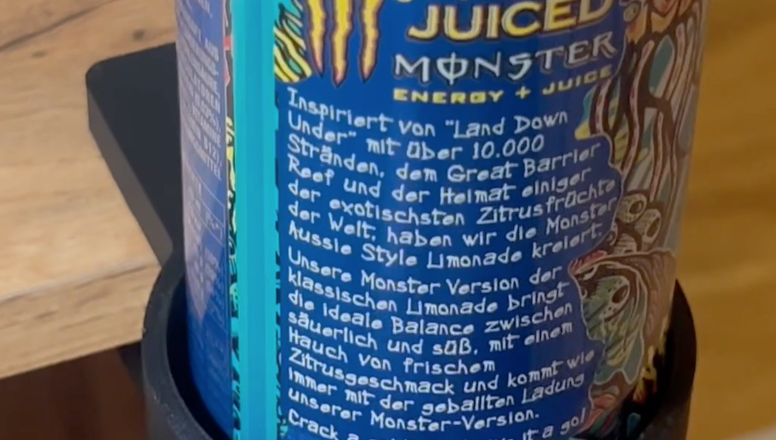 JUICED
MONSTER
ENERGY + JUICE
Inspiriert von "Land Down
Under" mit über 10.000
Stränden, dem Great Barrier
Reef und der Heimat einiger
der exotischsten Zitrusfrüchte
der Welt, haben wir die Monster
Aussie Style Limonade kreiert.
Unsere Monster Version der
klassischen Limonade bringt
die ideale Balance zwischen
säuerlich und süß, mit einem
Hauch von frischem
Zitrusgeschmack und kommt wie
immer mit der geballten Ladung
unserer Monster-Version.
Crack a it a go!